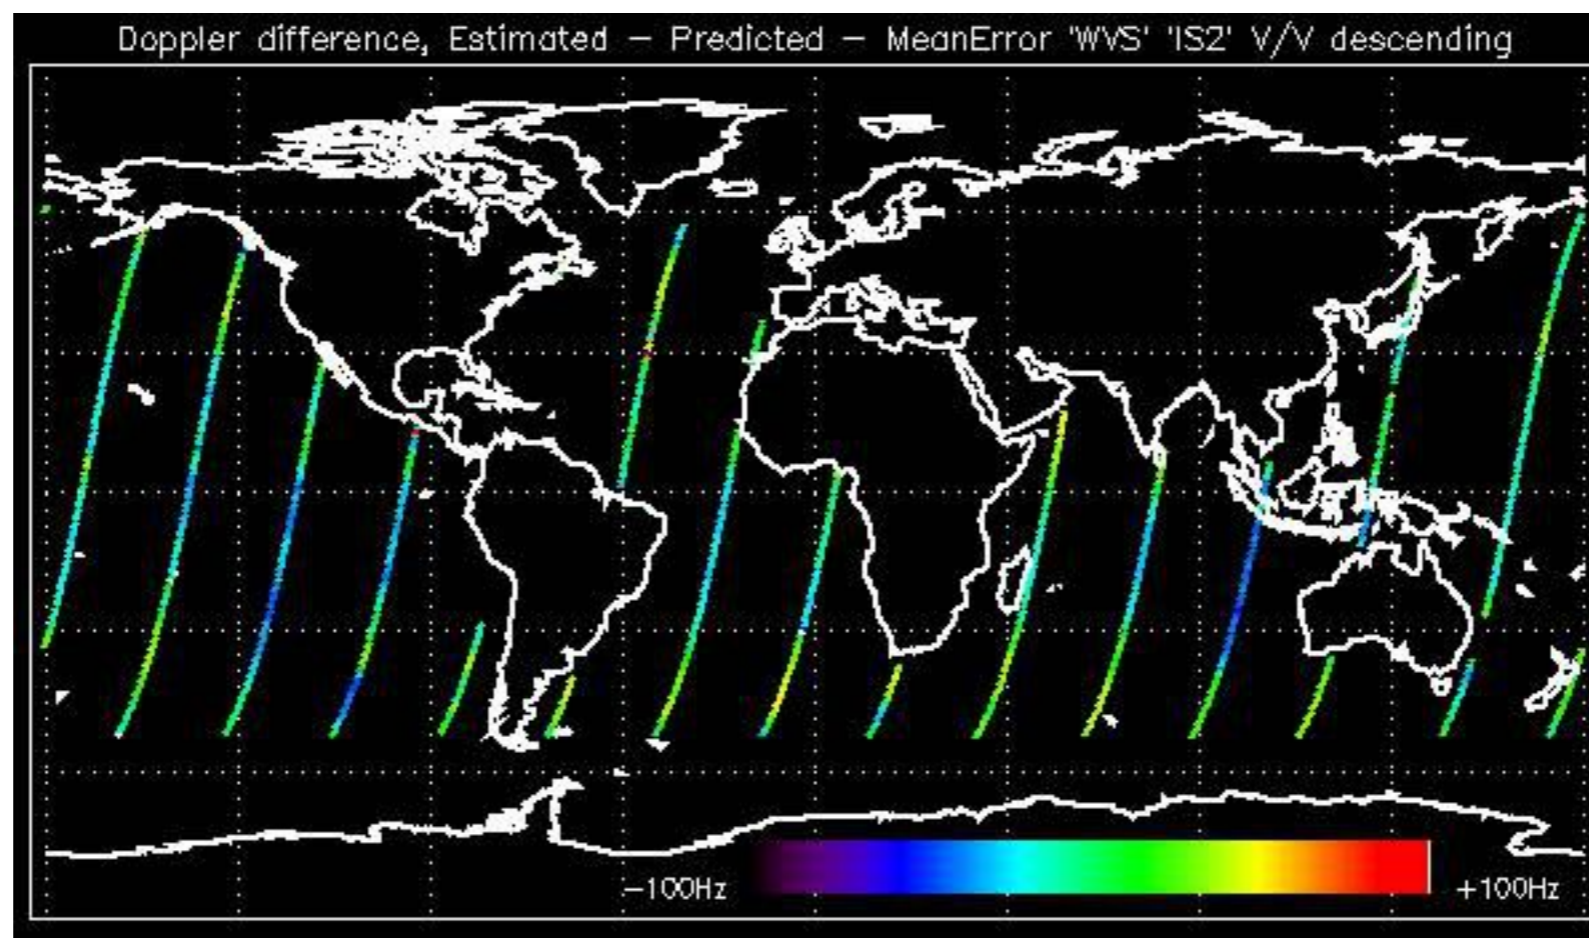 Doppler difference, Estimated - Predicted - MeanError 'WVS' 'IS2' V/V descending
-100Hz +100Hz